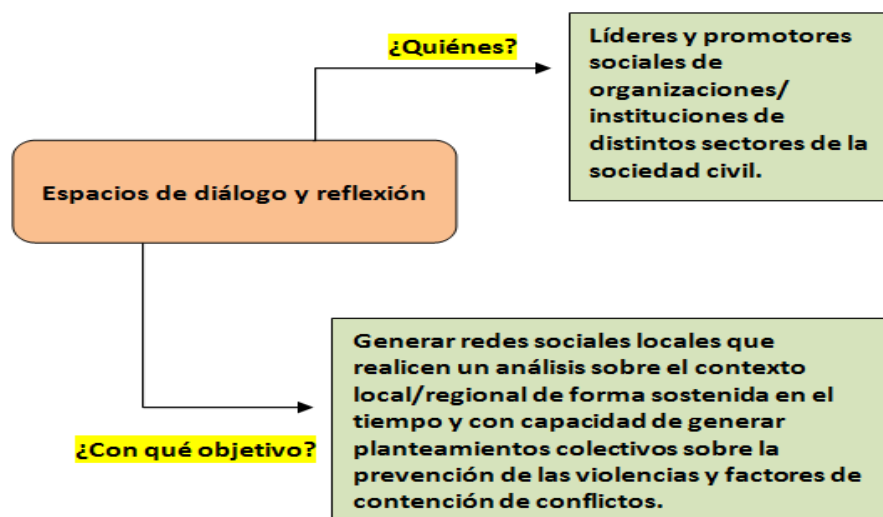 ¿Quiénes?
Líderes y promotores
sociales de
organizaciones/
instituciones de
distintos sectores de la
sociedad civil.
Espacios de diálogo y reflexión
Generar redes sociales locales que
realicen un análisis sobre el contexto
local/regional de forma sostenida en el
tiempo y con capacidad de generar
planteamientos colectivos sobre la
prevención de las violencias y factores de
contención de conflictos.
¿Con qué objetivo?